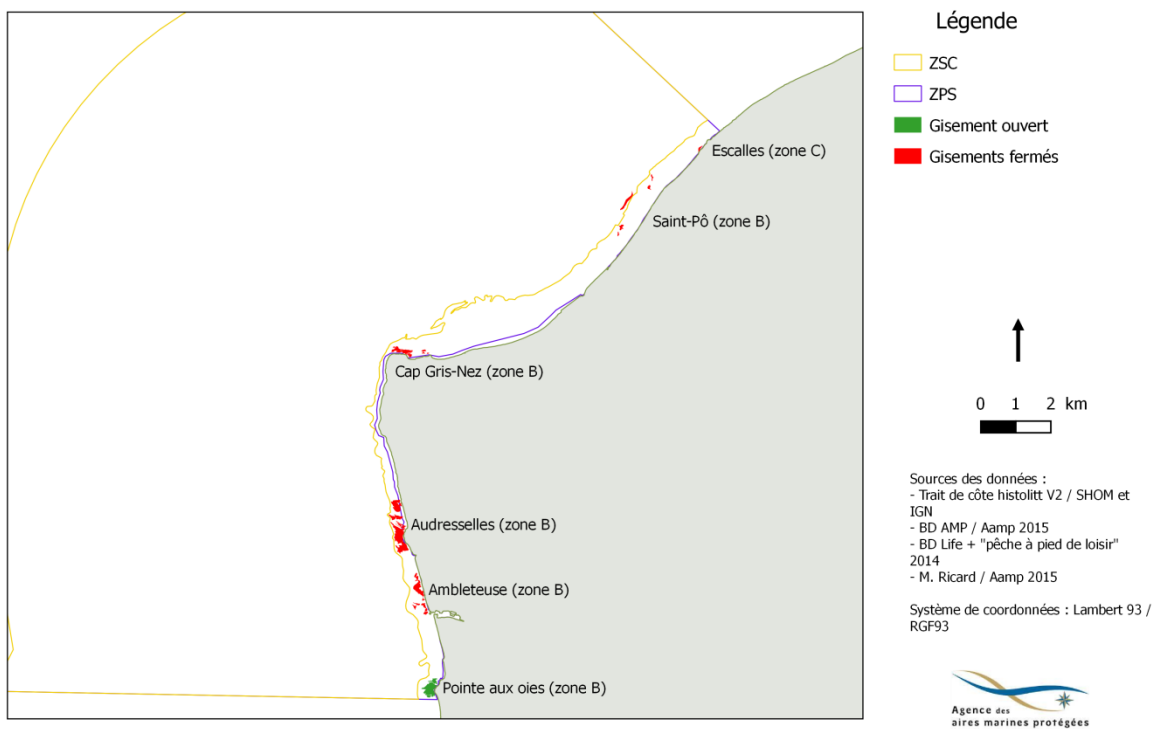 Légende
ZSC
ZPS
Gisement ouvert
Gisements fermés
Escalles (zone C)
Saint-Pô (zone B)
Cap Gris-Nez (zone B)
Audresselles (zone B)
Ambleteuse (zone B)
Pointe aux oies (zone B)
0 1 2 km
Sources des données :
- Trait de côte histolitt V2 / SHOM et
IGN
- BD AMP / Aamp 2015
- BD Life + "pêche à pied de loisir"
2014
- M. Ricard / Aamp 2015
Système de coordonnées : Lambert 93 /
RGF93
Agence des
aires marines protégées